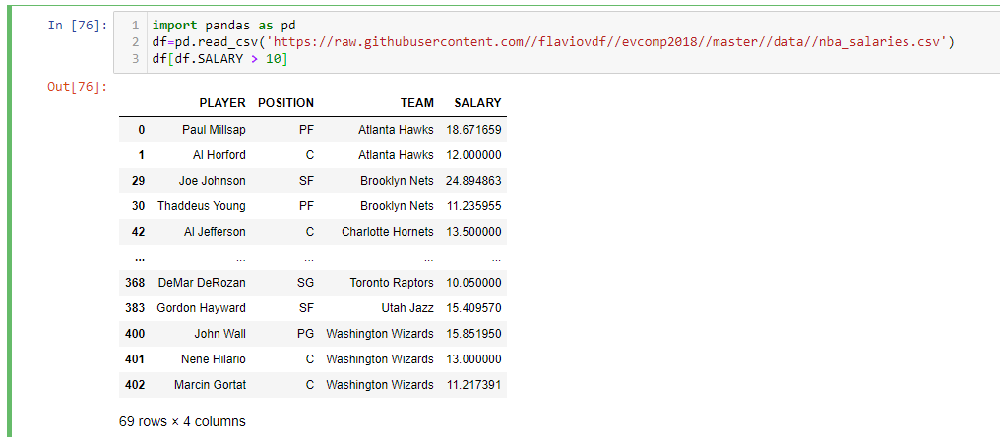 In [76]:
1 import pandas as pd
2 df=pd.read_csv('https://raw.githubusercontent.com//flaviovdf//evcomp2018//master//data//nba_salaries.csv')
3 df[df.SALARY > 10]
Out[76]:
PLAYER POSITION TEAM SALARY
0 Paul Millsap PF Atlanta Hawks 18.671659
1 Al Horford C Atlanta Hawks 12.000000
29 Joe Johnson SF Brooklyn Nets 24.894863
30 Thaddeus Young PF Brooklyn Nets 11.235955
42 Al Jefferson C Charlotte Hornets 13.500000
... ... ... ... ...
368 DeMar DeRozan SG Toronto Raptors 10.050000
383 Gordon Hayward SF Utah Jazz 15.409570
400 John Wall PG Washington Wizards 15.851950
401 Nene Hilario C Washington Wizards 13.000000
402 Marcin Gortat C Washington Wizards 11.217391
69 rows × 4 columns